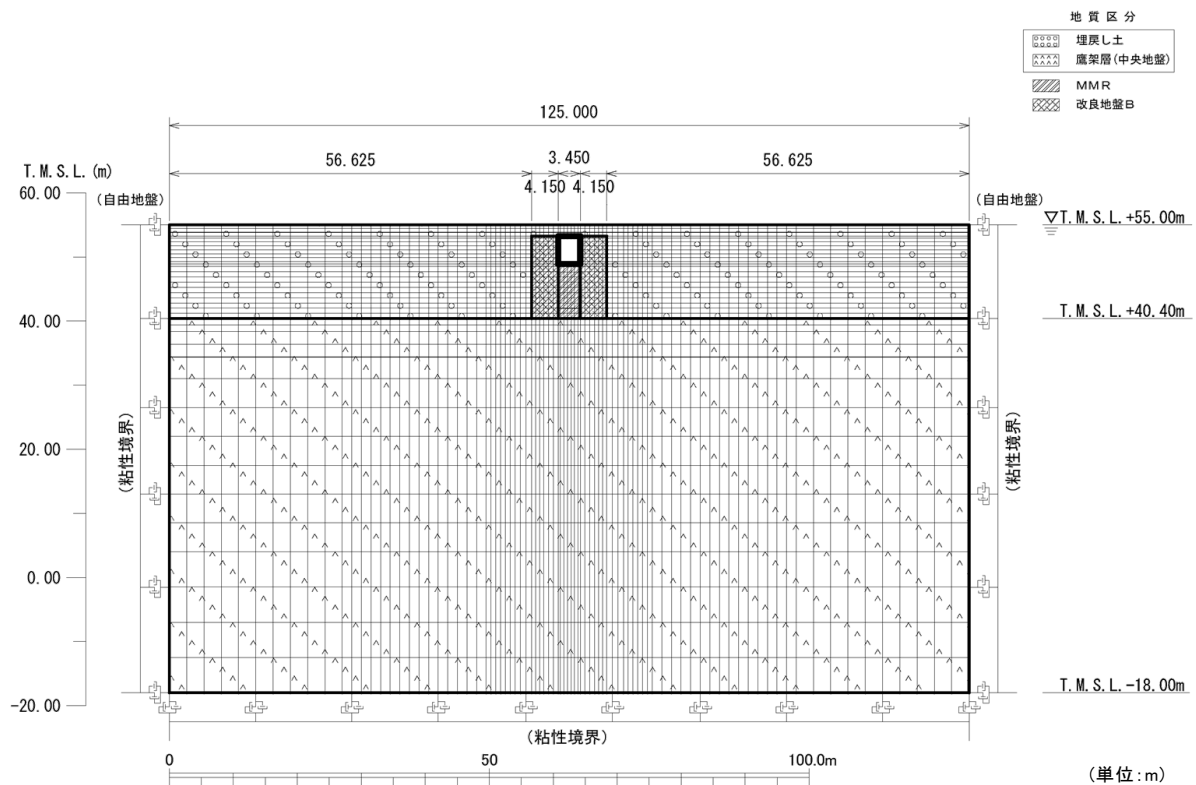 地質区分
埋戻し土
鷹架層(中央地盤)
MMR
改良地盤B
125.000
56.625
3.450
56.625
4.150
4.150
T.M.S.L.(m)
60.00
40.00
20.00
0.00
-20.00
(自由地盤)
(自由地盤)
▽T.M.S.L.+55.00m
T.M.S.L.+40.40m
T.M.S.L.-18.00m
(粘性境界)
(粘性境界)
(粘性境界)
0
50
100.0m
(単位:m)